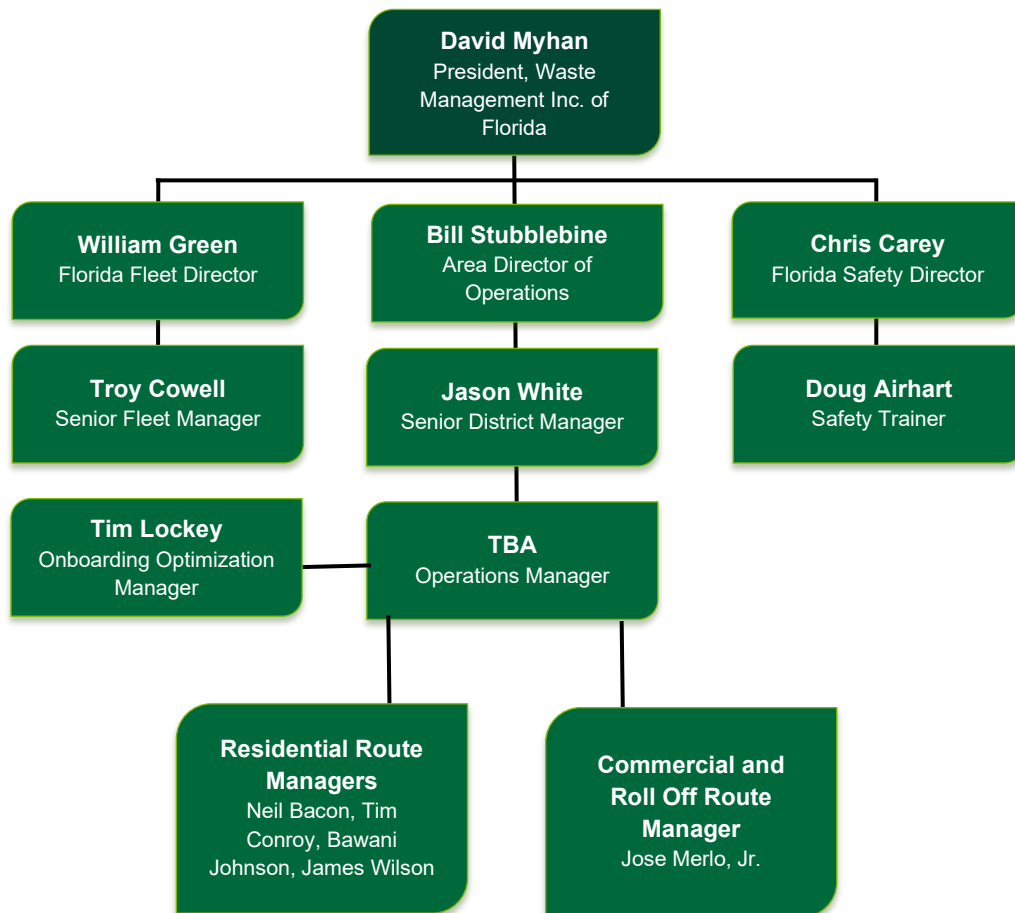 David Myhan
President, Waste
Management Inc. of
Florida
William Green
Florida Fleet Director
Bill Stubblebine
Area Director of
Operations
Chris Carey
Florida Safety Director
Troy Cowell
Senior Fleet Manager
Jason White
Senior District Manager
Doug Airhart
Safety Trainer
Tim Lockey
Onboarding Optimization
Manager
TBA
Operations Manager
Residential Route
Managers
Neil Bacon, Tim
Conroy, Bawani
Johnson, James Wilson
Commercial and
Roll Off Route
Manager
Jose Merlo, Jr.